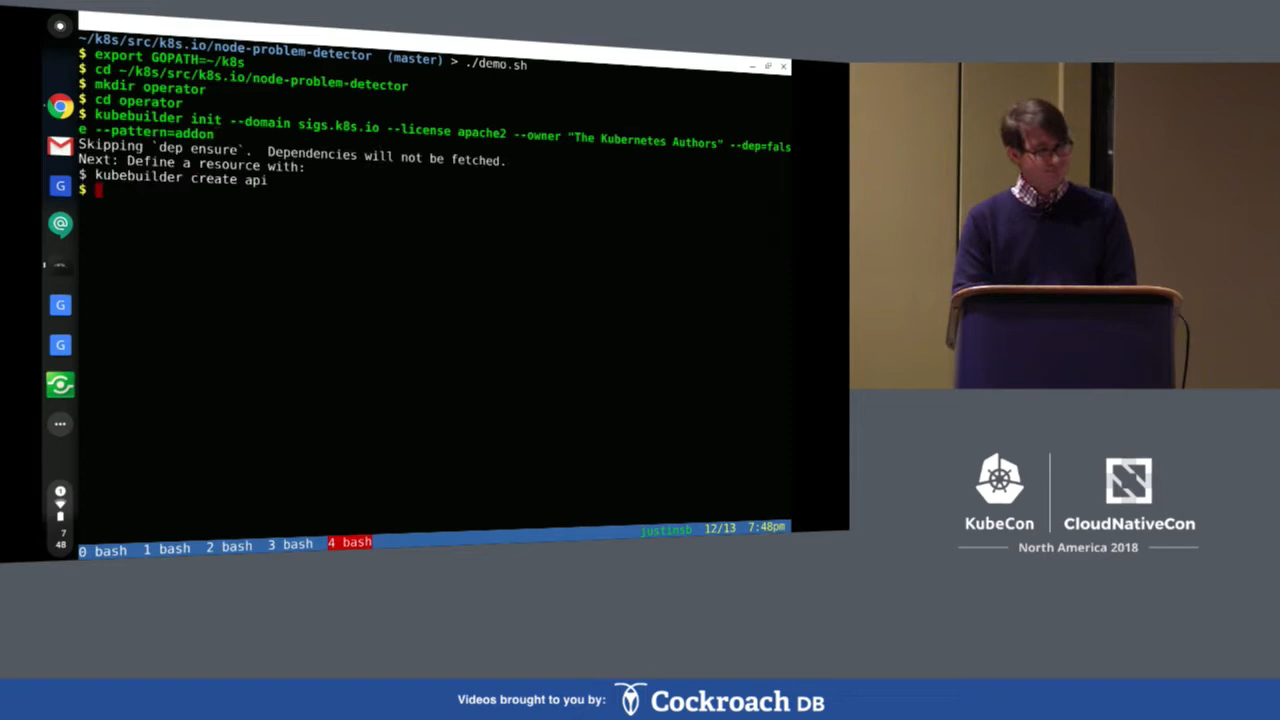 ~/k8s/src/k8s.io/node-problem-detector (master) > ./demo.sh
$ export GOPATH=~/k8s
$ cd ~/k8s/src/k8s.io/node-problem-detector
$ mkdir operator
$ cd operator
$ kubebuilder init --domain sigs.k8s.io --license apache2 --owner "The Kubernetes Authors" --dep=fals
e --pattern=addon
Skipping `dep ensure`. Dependencies will not be fetched.
Next: Define a resource with:
$ kubebuilder create api
$
G
@
G
G
1
7
48
justinsb 12/13 7:48pm
0 bash 1 bash 2 bash 3 bash 4 bash
KubeCon
CloudNativeCon
North America 2018
Videos brought to you by:
Cockroach DB